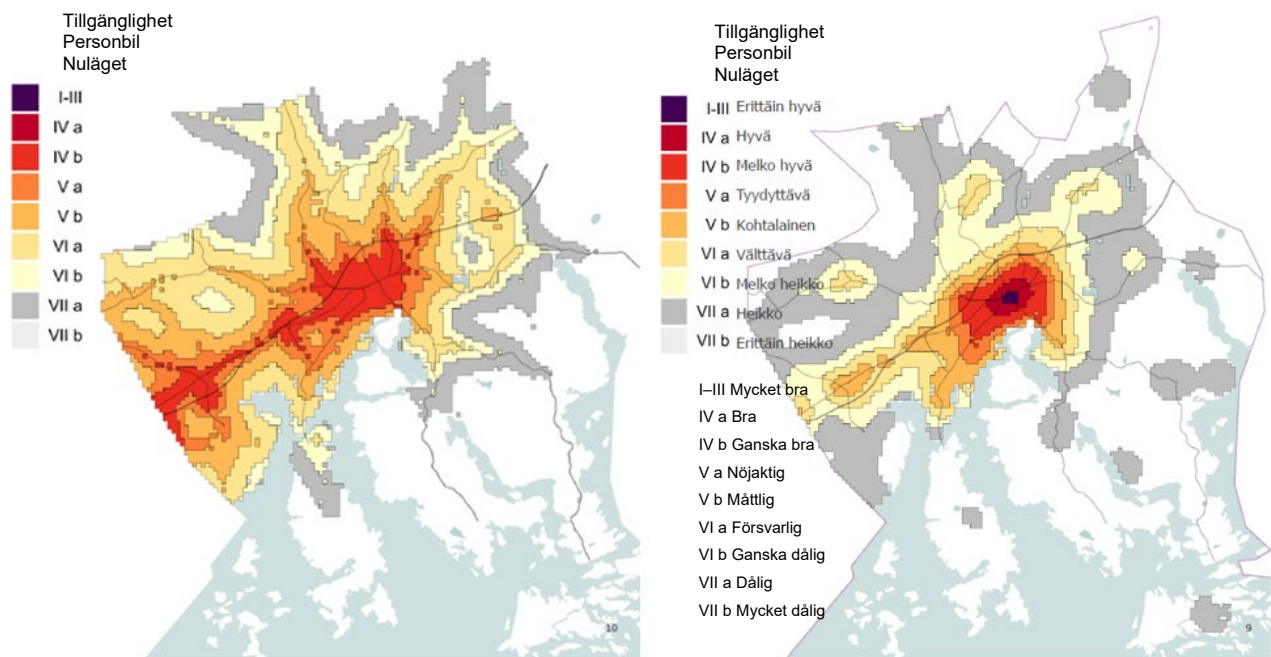 Tillgänglighet
Personbil
Nuläget
I-III
IV a
IV b
V a
V b
VI a
VI b
VII a
VII b
10
Tillgänglighet
Personbil
Nuläget
I-III Erittäin hyvä
IV a Hyvä
IV b Melko hyvä
V a Tyydyttävä
V b Kohtalainen
VI a Välttävä
VI b Melko heikko
VII a Heikko
VII b Erittäin heikko
I–III Mycket bra
IV a Bra
IV b Ganska bra
V a Nöjaktig
V b Måttlig
VI a Försvarlig
VI b Ganska dålig
VII a Dålig
VII b Mycket dålig
9